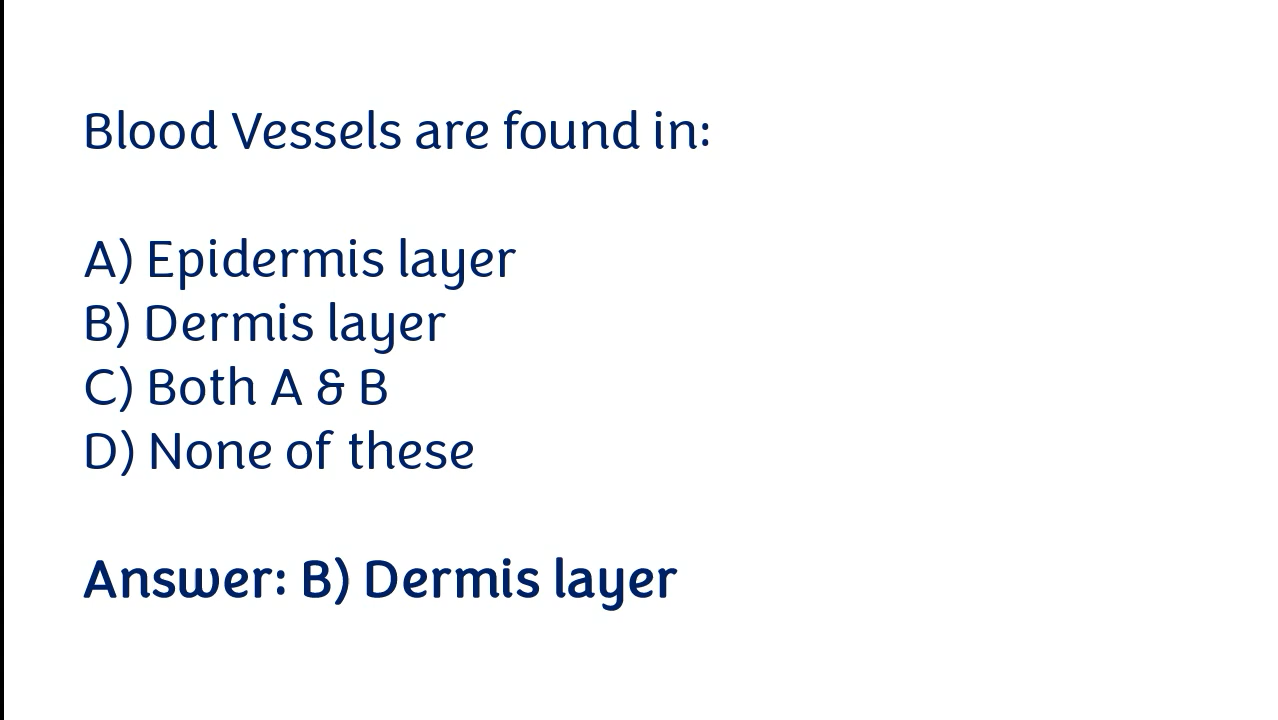 Blood Vessels are found in:
A) Epidermis layer
B) Dermis layer
C) Both A & B
D) None of these
Answer: B) Dermis layer